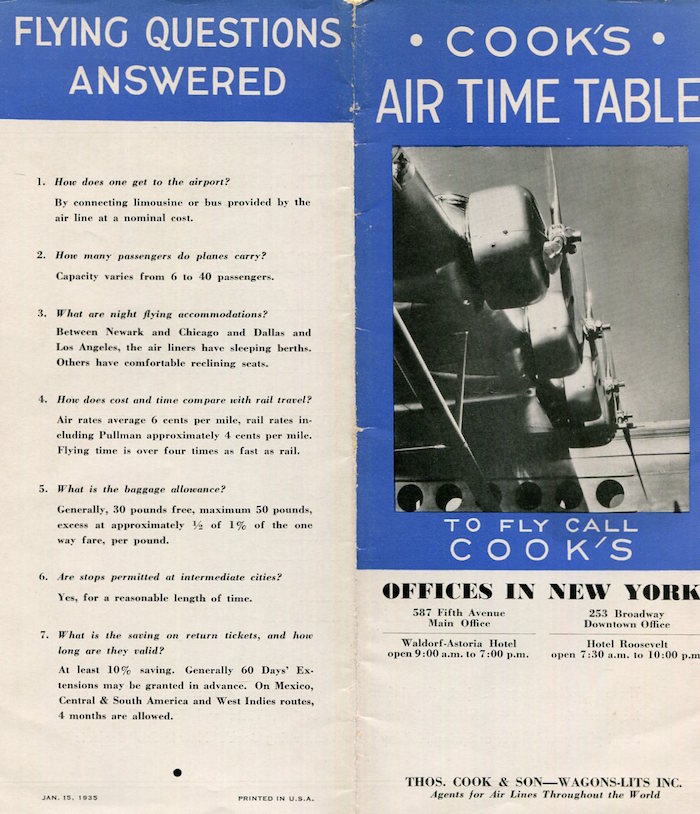 FLYING QUESTIONS
ANSWERED
1. How does one get to the airport?
By connecting limousine or bus provided by the
air line at a nominal cost.
2. How many passengers do planes carry?
Capacity varies from 6 to 40 passengers.
3. What are night flying accommodations?
Between Newark and Chicago and Dallas and
Los Angeles, the air liners have sleeping berths.
Others have comfortable reclining seats.
4. How does cost and time compare with rail travel?
Air rates average 6 cents per mile, rail rates in-
cluding Pullman approximately 4 cents per mile.
Flying time is over four times as fast as rail.
5. What is the baggage allowance?
Generally, 30 pounds free, maximum 50 pounds,
excess at approximately ½ of 1% of the one
way fare, per pound.
6. Are stops permitted at intermediate cities?
Yes, for a reasonable length of time.
7. What is the saving on return tickets, and how
long are they valid?
At least 10% saving. Generally 60 Days' Ex-
tensions may be granted in advance. On Mexico,
Central & South America and West Indies routes,
4 months are allowed.
JAN. 15, 1935
PRINTED IN U.S.A.
• COOK'S •
AIR TIME TABLE
TO FLY CALL
COOK'S
OFFICES IN NEW YORK
587 Fifth Avenue
Main Office
253 Broadway
Downtown Office
Waldorf-Astoria Hotel
open 9:00 a.m. to 7:00 p.m.
Hotel Roosevelt
open 7:30 a.m. to 10:00 p.m
THOS. COOK & SON—WAGONS-LITS INC.
Agents for Air Lines Throughout the World